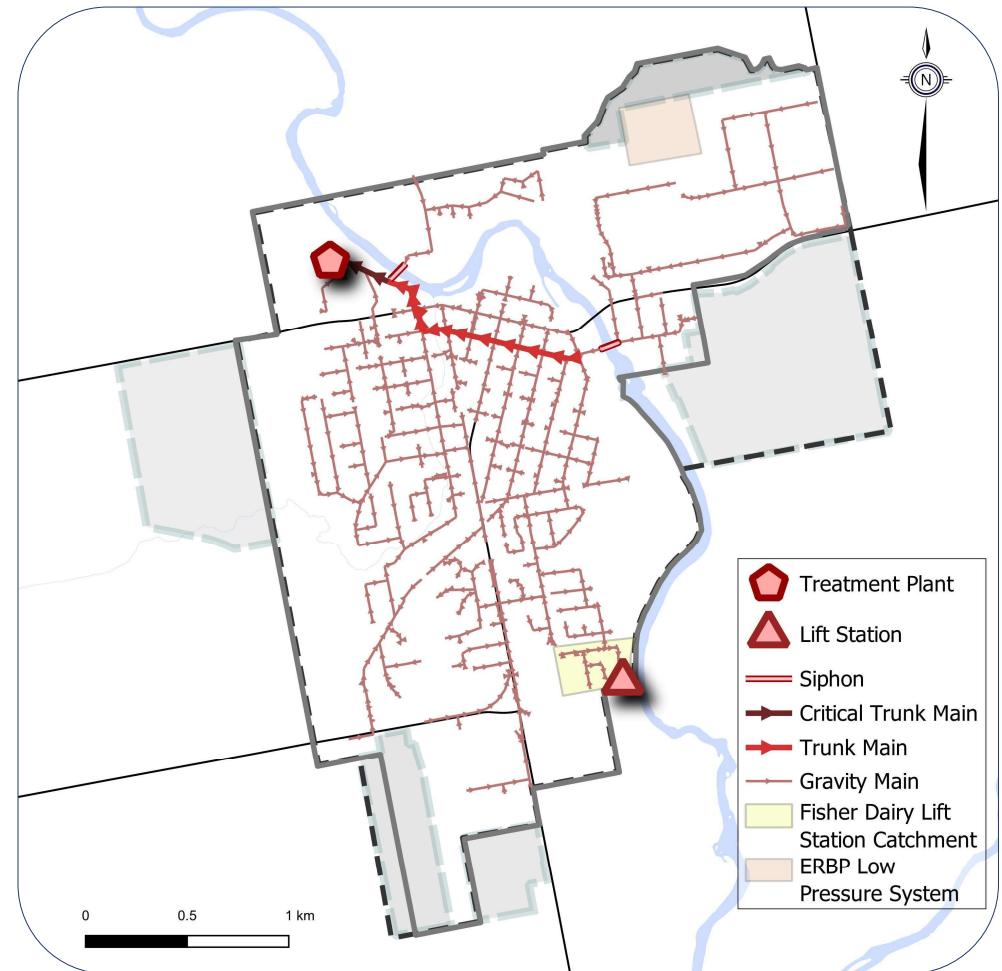 N
Treatment Plant
Lift Station
Siphon
Critical Trunk Main
Trunk Main
Gravity Main
Fisher Dairy Lift
Station Catchment
ERBP Low
Pressure System
0 0.5 1 km